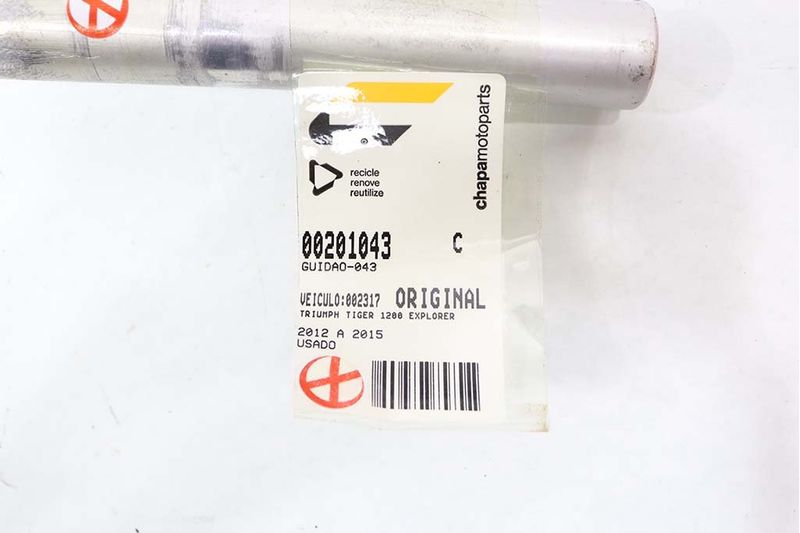 chapamotoparts
recicle
renove
reutilize
00201043 C
GUIDAO-043
VEICULO:002317 ORIGINAL
TRIUMPH TIGER 1200 EXPLORER
2012 A 2015
USADO